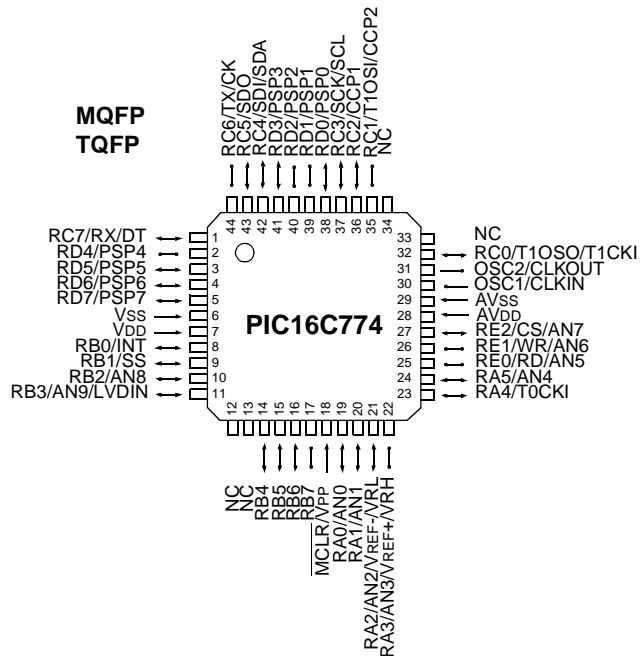 MQFP
TQFP
RC6/TX/CK
RC5/SDO
RC4/SDI/SDA
RD3/PSP3
RD2/PSP2
RD1/PSP1
RD0/PSP0
RC3/SCK/SCL
RC2/CCP1
RC1/T1OSI/CCP2
NC
44 43 42 41 40 39 38 37 36 35 34
RC7/RX/DT 1
RD4/PSP4 2
RD5/PSP5 3
RD6/PSP6 4
RD7/PSP7 5
VSS 6
VDD 7
RB0/INT 8
RB1/SS 9
RB2/AN8 10
RB3/AN9/LVDIN 11
PIC16C774
33 NC
32 RC0/T1OSO/T1CKI
31 OSC2/CLKOUT
30 OSC1/CLKIN
29 AVSS
28 AVDD
27 RE2/CS/AN7
26 RE1/WR/AN6
25 RE0/RD/AN5
24 RA5/AN4
23 RA4/T0CKI
12 13 14 15 16 17 18 19 20 21 22
NC
NC
RB4
RB5
RB6
RB7
MCLR/VPP
RA0/AN0
RA1/AN1
RA2/AN2/VREF-/VRL
RA3/AN3/VREF+/VRH